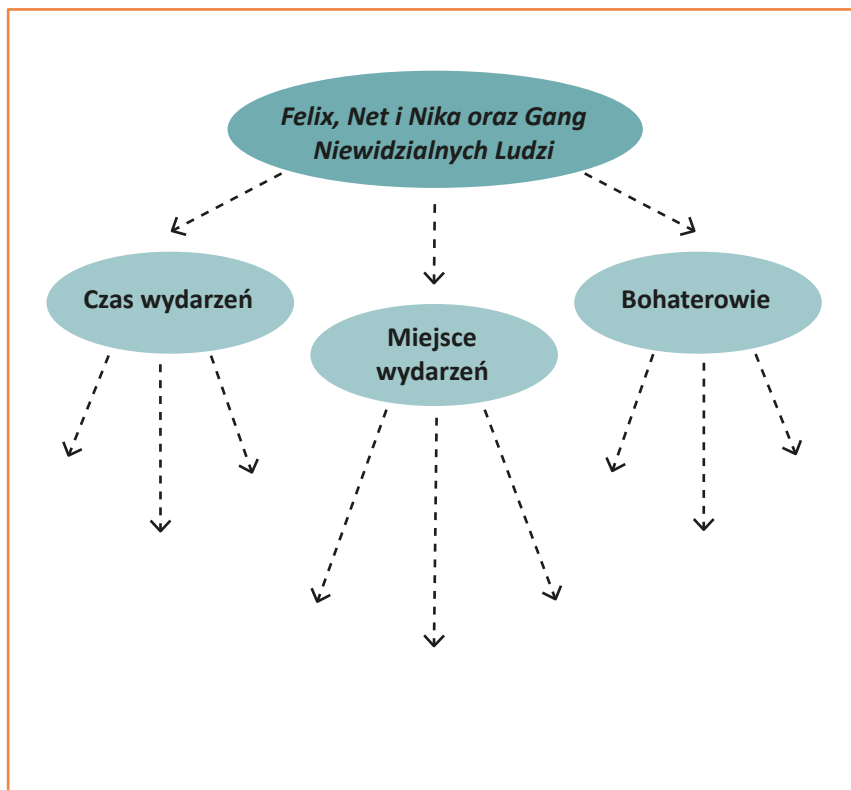 Felix, Net i Nika oraz Gang
Niewidzialnych Ludzi
Czas wydarzeń
Miejsce
wydarzeń
Bohaterowie